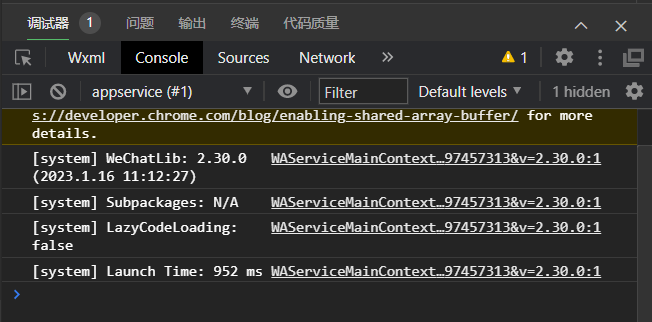 调试器 1 问题 输出 终端 代码质量
Wxml Console Sources Network 1
appservice (#1) Filter Default levels 1 hidden
s://developer.chrome.com/blog/enabling-shared-array-buffer/ for more
details.
[system] WeChatLib: 2.30.0 WAServiceMainContext…97457313&v=2.30.0:1
(2023.1.16 11:12:27)
[system] Subpackages: N/A WAServiceMainContext…97457313&v=2.30.0:1
[system] LazyCodeLoading: WAServiceMainContext…97457313&v=2.30.0:1
false
[system] Launch Time: 952 ms WAServiceMainContext…97457313&v=2.30.0:1